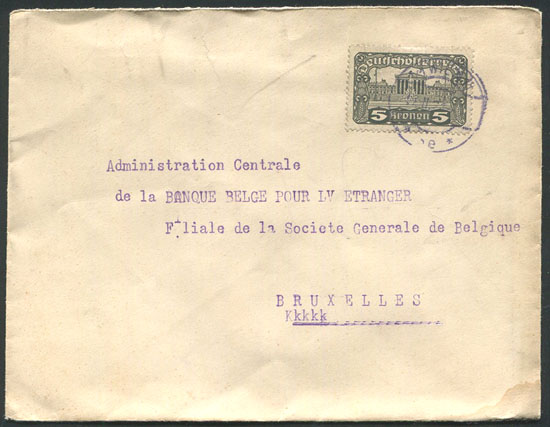 Deutschösterreich
5 Kronen 5
Administration Centrale
de la BANQUE BELGE POUR LV ETRANGER
Filiale de la Societe Generale de Belgique
BRUXELLES
Kkkkk